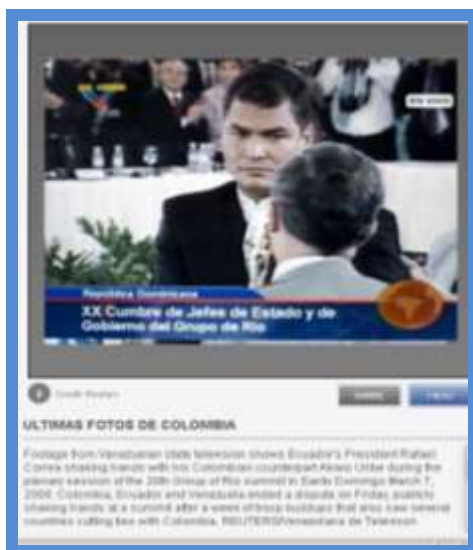 EN VIVO
República Dominicana
XX Cumbre de Jefes de Estado y de
Gobierno del Grupo de Rio
ULTIMAS FOTOS DE COLOMBIA
Footage from Venezuelan state television shows Ecuador's President Rafael
Correa shaking hands with his Colombian counterpart Alvaro Uribe during the
plenary session of the 20th Group of Rio summit in Santo Domingo March 7,
2008. Colombia, Ecuador and Venezuela ended a dispute on Friday, publicly
shaking hands at a summit after a week of troop buildups that also saw several
countries cutting ties with Colombia. REUTERS/Venezolana de Television